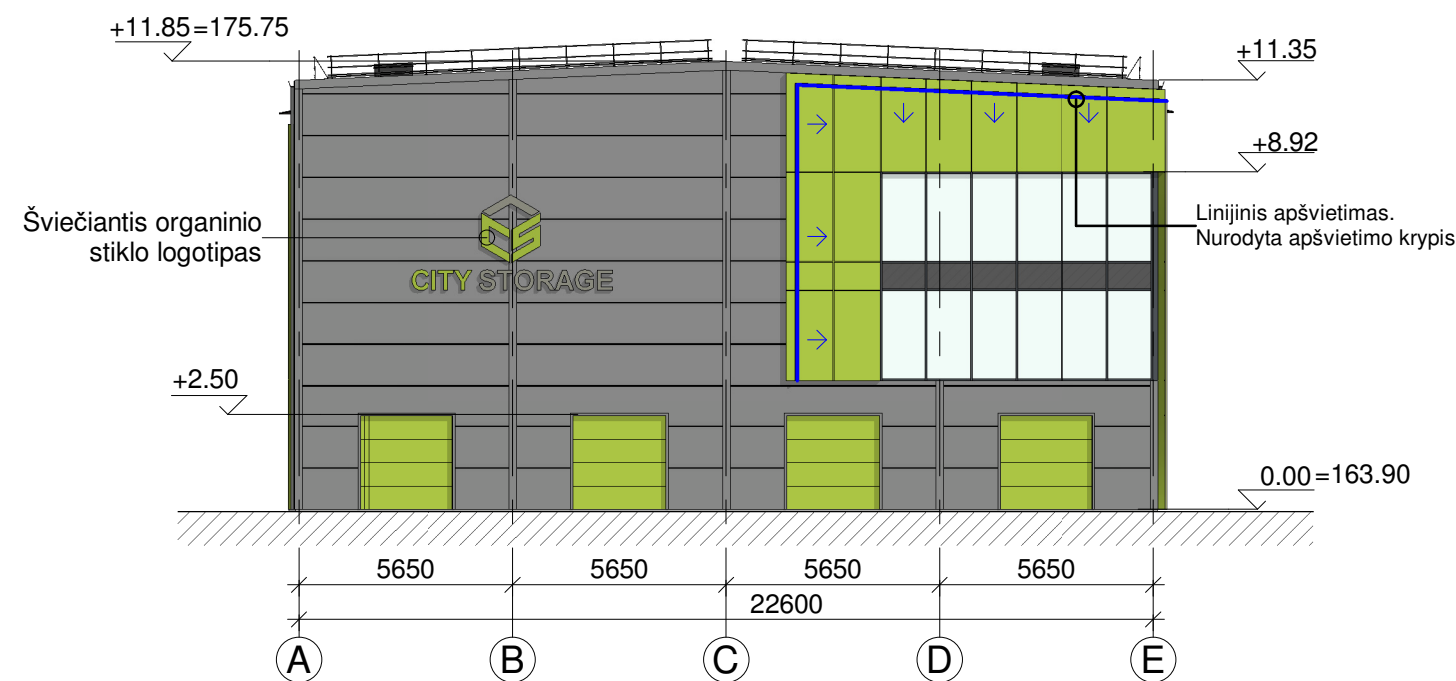 +11.85=175.75
+11.35
+8.92
Šviečiantis organinio
stiklo logotipas
Linijinis apšvietimas.
Nurodyta apšvietimo krypis
CITY STORAGE
+2.50
0.00=163.90
5650 5650 5650 5650
22600
A B C D E